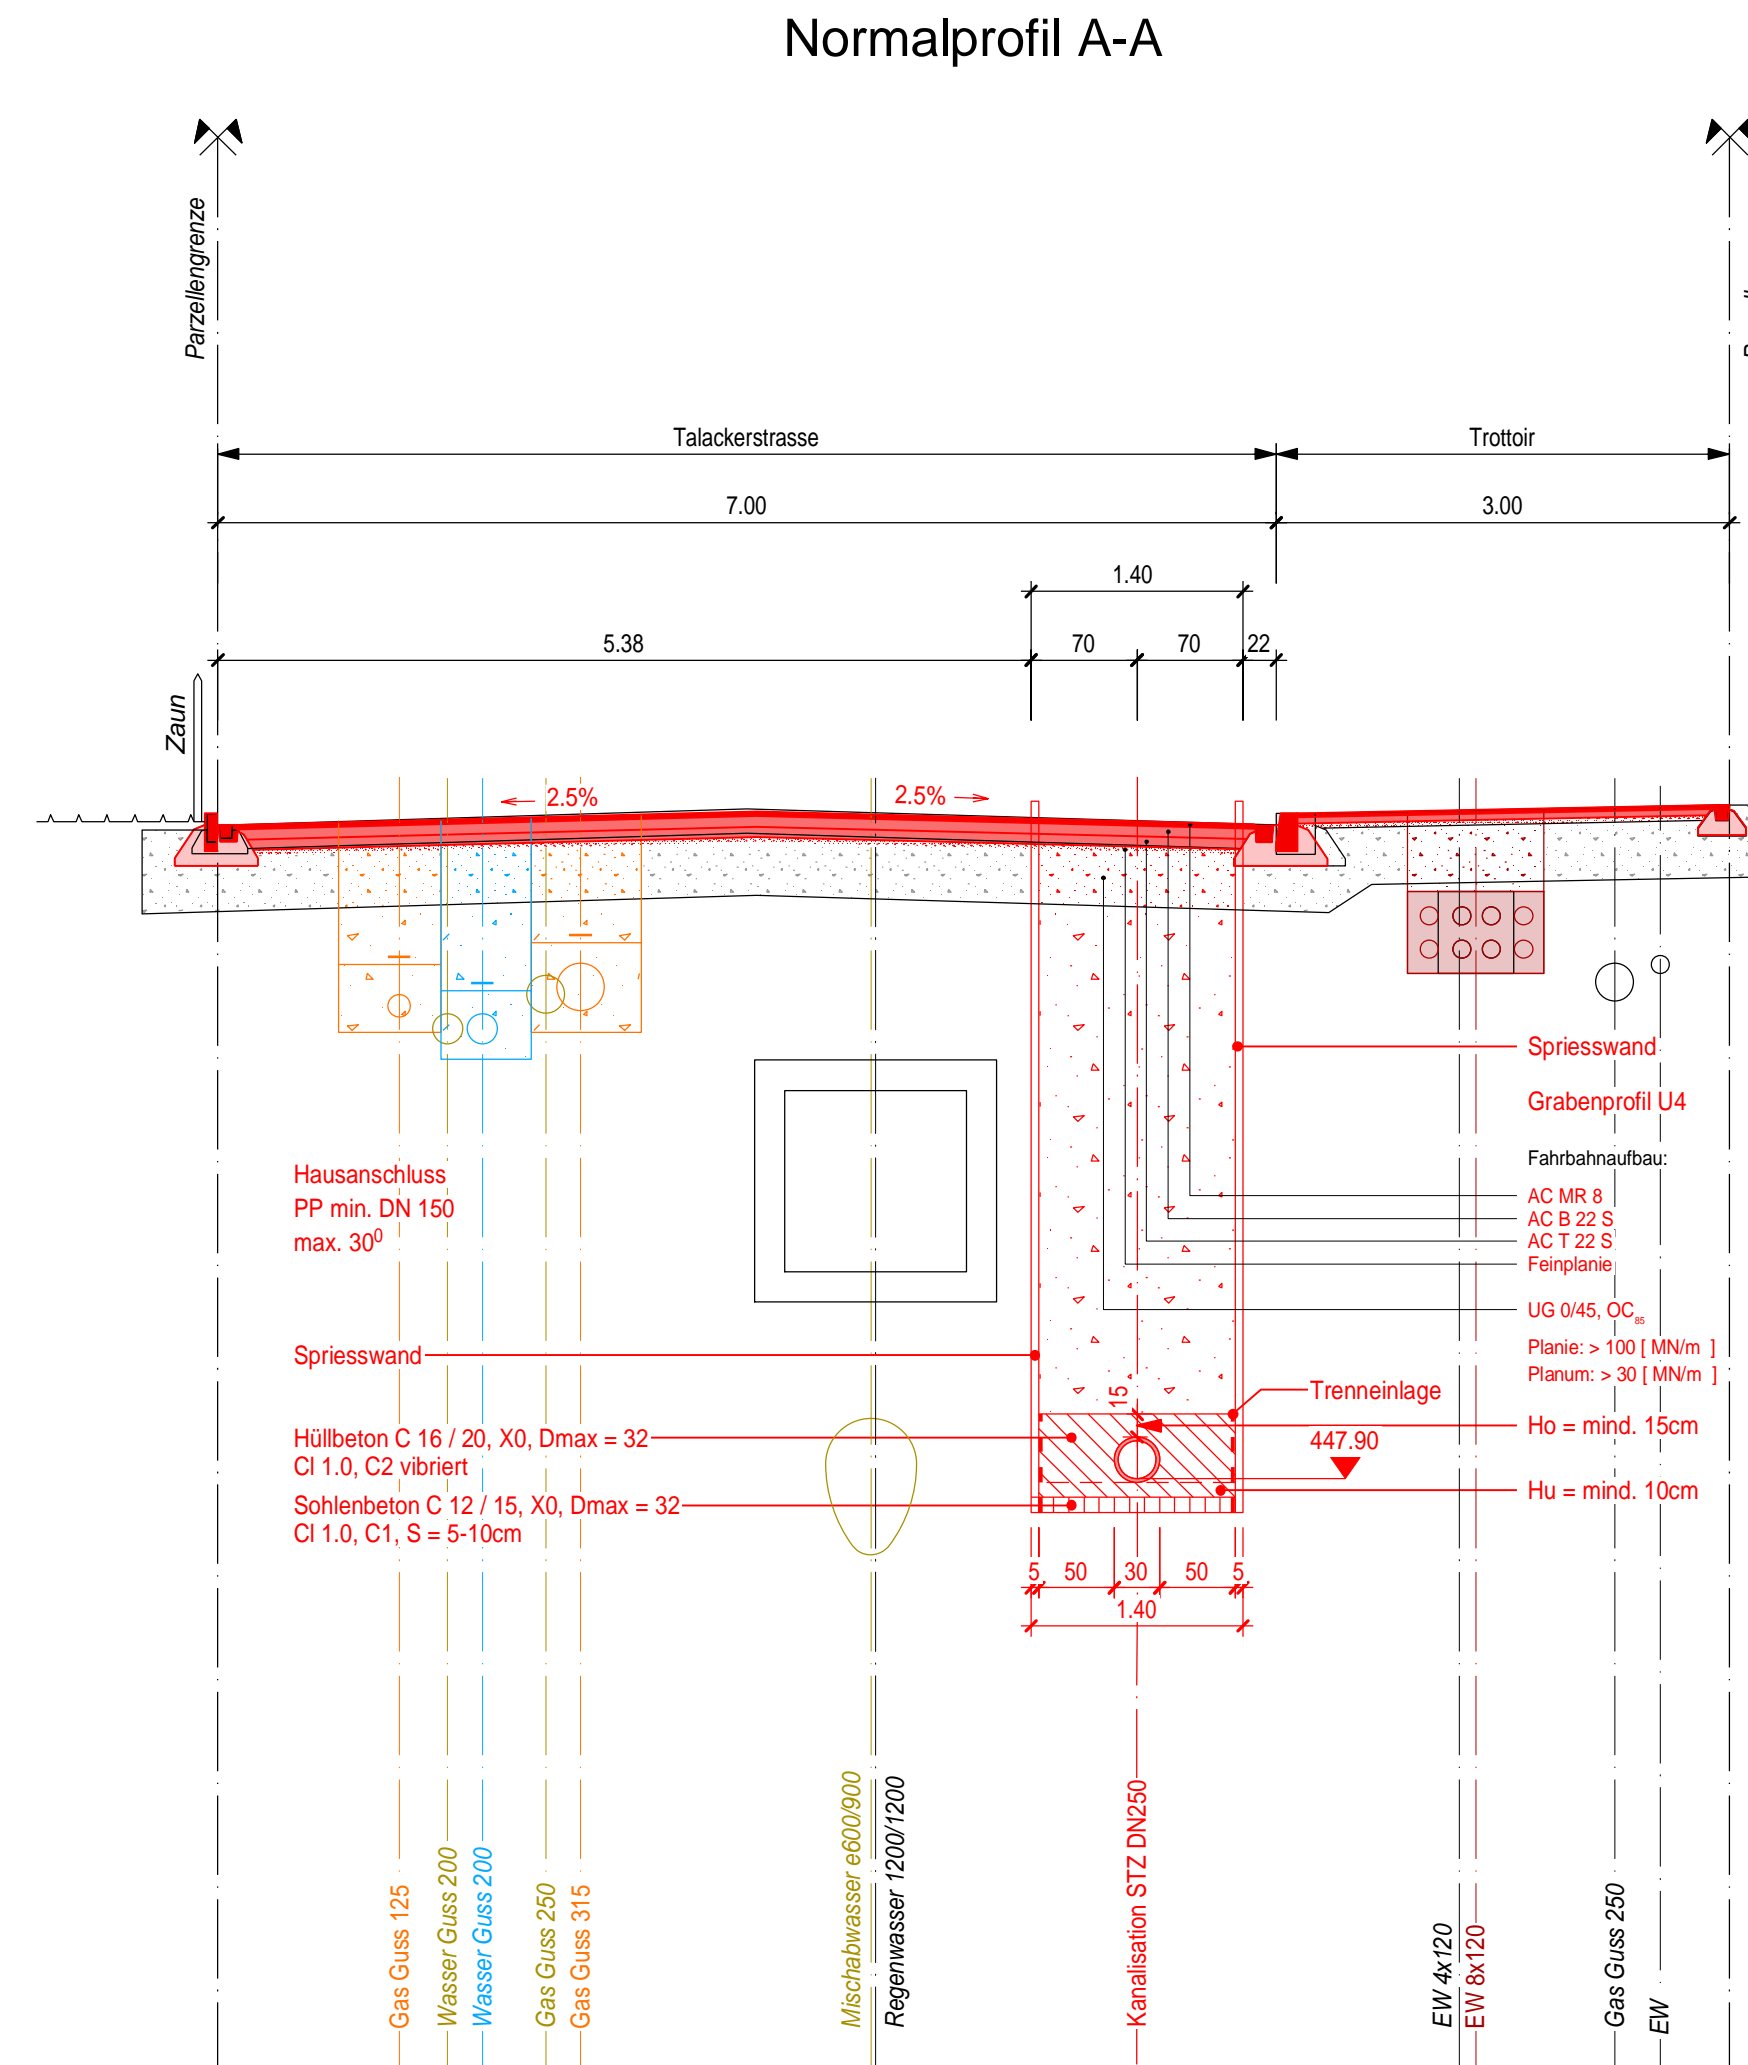 Normalprofil A-A
Parzellengrenze
Talackerstrasse
Trottoir
7.00
3.00
1.40
5.38
70
70
22
Zaun
2.5%
2.5%
Spriesswand
Grabenprofil U4
Fahrbahnaufbau:
Hausanschluss
PP min. DN 150
max. 30⁰
AC MR 8
AC B 22 S
AC T 22 S
Feinplanie
UG 0/45, OC₈₅
Planie: > 100 [ MN/m ]
Planum: > 30 [ MN/m ]
Spriesswand
15
Trenneinlage
Ho = mind. 15cm
447.90
Hüllbeton C 16 / 20, X0, Dmax = 32
Cl 1.0, C2 vibriert
Hu = mind. 10cm
Sohlenbeton C 12 / 15, X0, Dmax = 32
Cl 1.0, C1, S = 5-10cm
5
50
30
50
5
1.40
Gas Guss 125
Wasser Guss 200
Wasser Guss 200
Gas Guss 250
Gas Guss 315
Mischabwasser e600/900
Regenwasser 1200/1200
Kanalisation STZ DN250
EW 4x120
EW 8x120
Gas Guss 250
EW